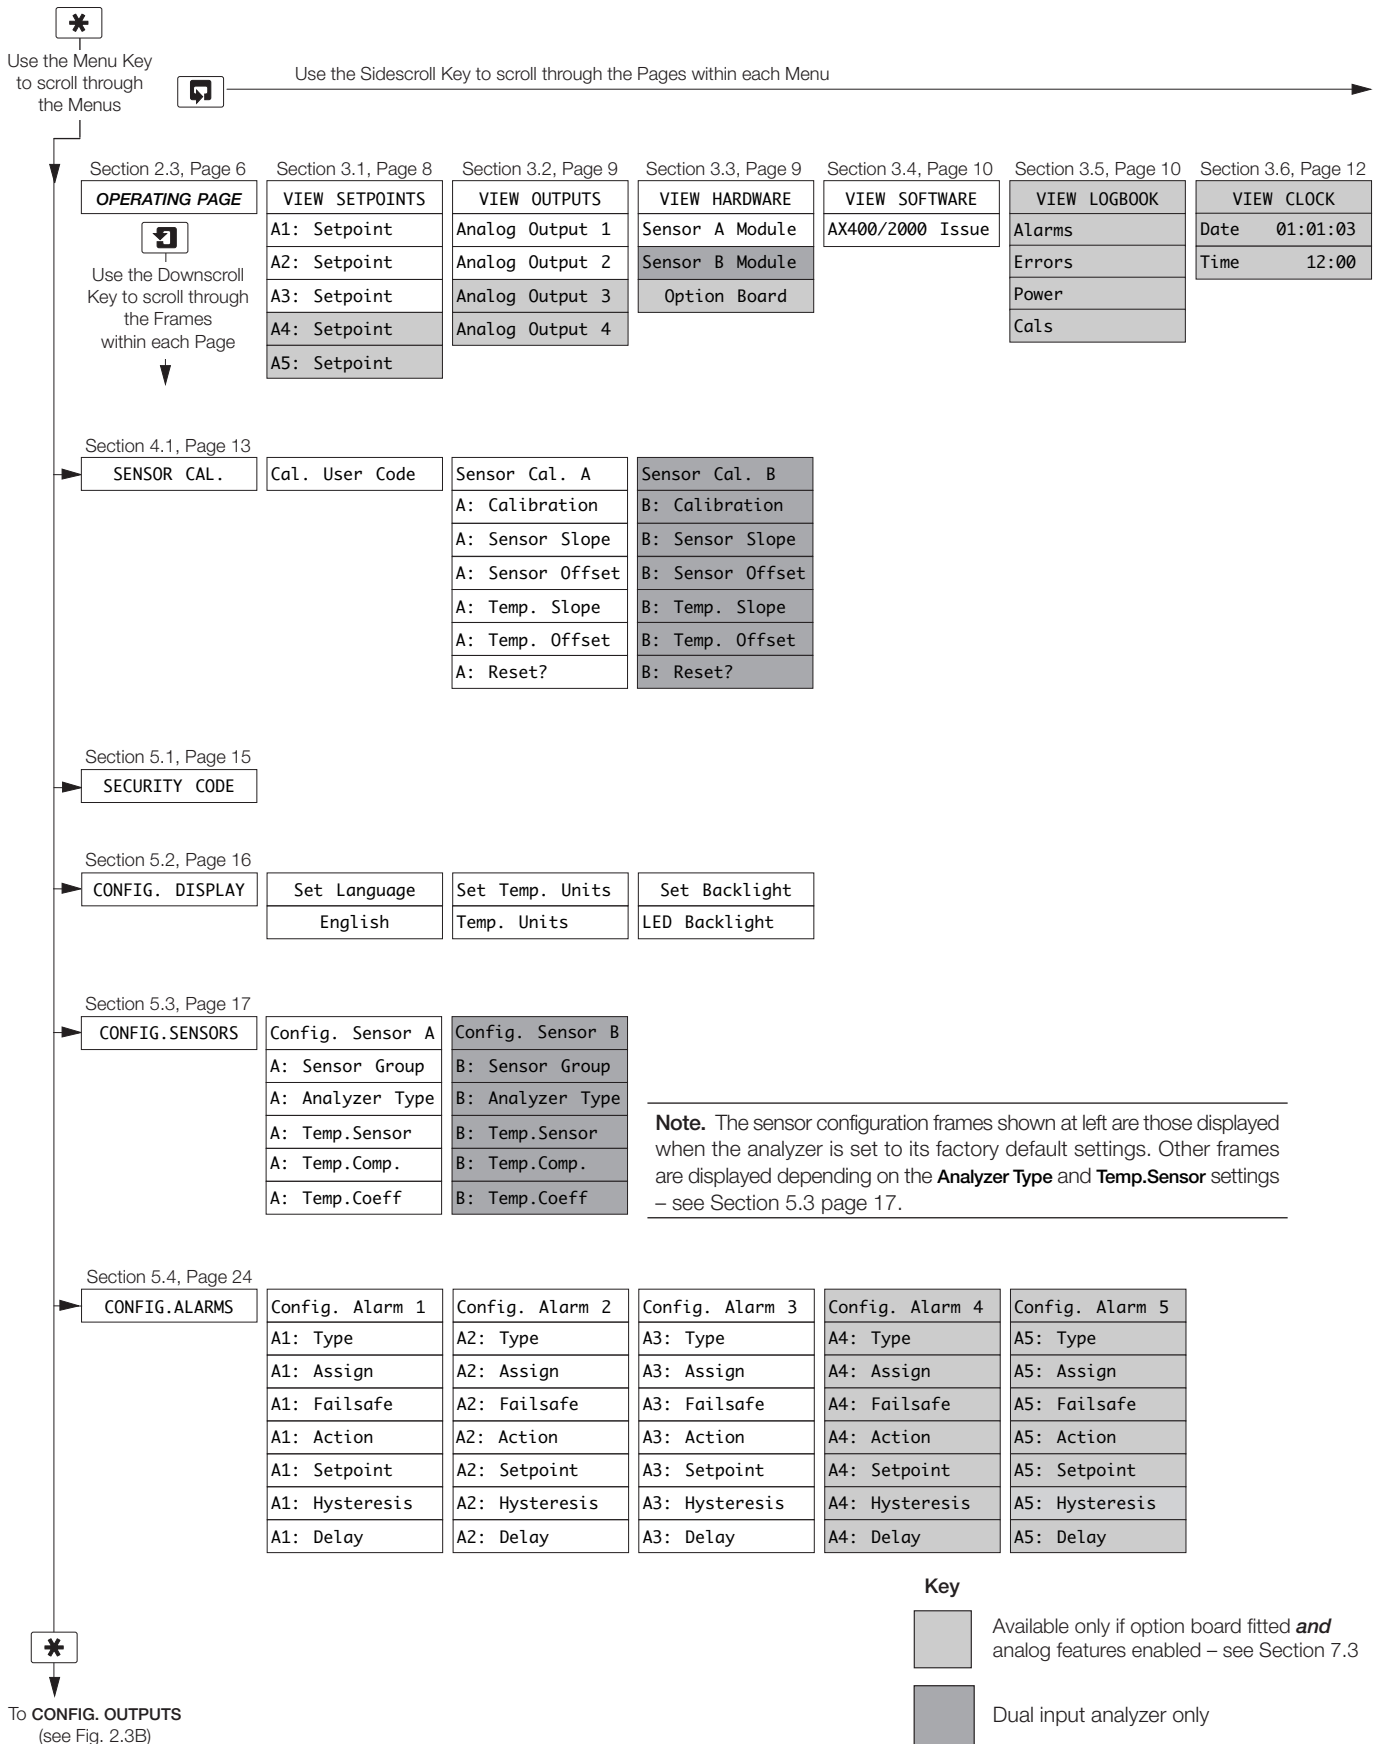 Use the Menu Key
to scroll through
the Menus
Use the Sidescroll Key to scroll through the Pages within each Menu
Section 2.3, Page 6
OPERATING PAGE
Use the Downscroll
Key to scroll through
the Frames
within each Page
Section 3.1, Page 8
VIEW SETPOINTS
A1: Setpoint
A2: Setpoint
A3: Setpoint
A4: Setpoint
A5: Setpoint
Section 3.2, Page 9
VIEW OUTPUTS
Analog Output 1
Analog Output 2
Analog Output 3
Analog Output 4
Section 3.3, Page 9
VIEW HARDWARE
Sensor A Module
Sensor B Module
Option Board
Section 3.4, Page 10
VIEW SOFTWARE
AX400/2000 Issue
Section 3.5, Page 10
VIEW LOGBOOK
Alarms
Errors
Power
Cals
Section 3.6, Page 12
VIEW CLOCK
Date 01:01:03
Time 12:00
Section 4.1, Page 13
SENSOR CAL.
Cal. User Code
Sensor Cal. A
A: Calibration
A: Sensor Slope
A: Sensor Offset
A: Temp. Slope
A: Temp. Offset
A: Reset?
Sensor Cal. B
B: Calibration
B: Sensor Slope
B: Sensor Offset
B: Temp. Slope
B: Temp. Offset
B: Reset?
Section 5.1, Page 15
SECURITY CODE
Section 5.2, Page 16
CONFIG. DISPLAY
Set Language
English
Set Temp. Units
Temp. Units
Set Backlight
LED Backlight
Section 5.3, Page 17
CONFIG.SENSORS
Config. Sensor A
A: Sensor Group
A: Analyzer Type
A: Temp.Sensor
A: Temp.Comp.
A: Temp.Coeff
Config. Sensor B
B: Sensor Group
B: Analyzer Type
B: Temp.Sensor
B: Temp.Comp.
B: Temp.Coeff
Note. The sensor configuration frames shown at left are those displayed
when the analyzer is set to its factory default settings. Other frames
are displayed depending on the Analyzer Type and Temp.Sensor settings
– see Section 5.3 page 17.
Section 5.4, Page 24
CONFIG.ALARMS
Config. Alarm 1
A1: Type
A1: Assign
A1: Failsafe
A1: Action
A1: Setpoint
A1: Hysteresis
A1: Delay
Config. Alarm 2
A2: Type
A2: Assign
A2: Failsafe
A2: Action
A2: Setpoint
A2: Hysteresis
A2: Delay
Config. Alarm 3
A3: Type
A3: Assign
A3: Failsafe
A3: Action
A3: Setpoint
A3: Hysteresis
A3: Delay
Config. Alarm 4
A4: Type
A4: Assign
A4: Failsafe
A4: Action
A4: Setpoint
A4: Hysteresis
A4: Delay
Config. Alarm 5
A5: Type
A5: Assign
A5: Failsafe
A5: Action
A5: Setpoint
A5: Hysteresis
A5: Delay
Key
Available only if option board fitted and
analog features enabled – see Section 7.3
Dual input analyzer only
To CONFIG. OUTPUTS
(see Fig. 2.3B)